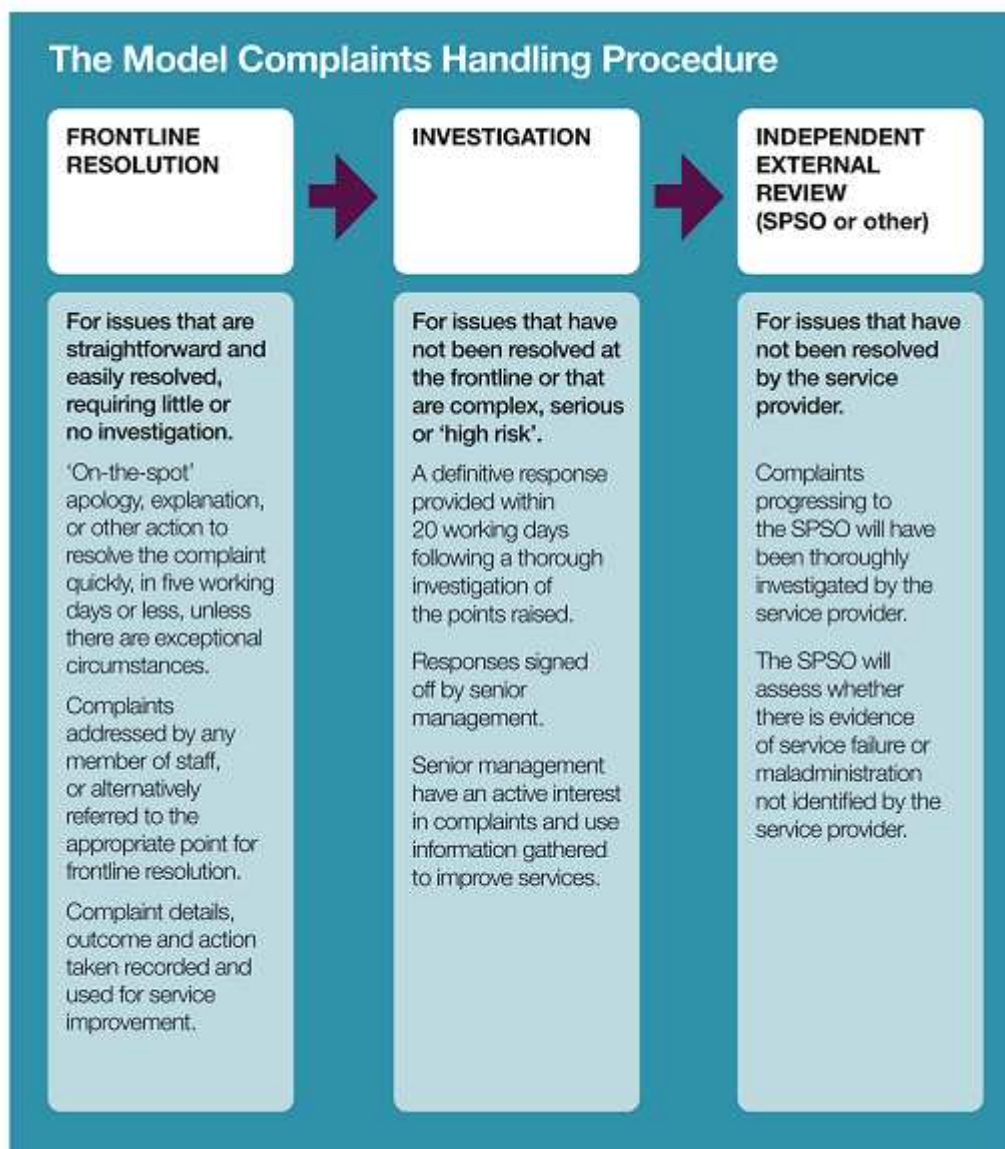 The Model Complaints Handling Procedure
FRONTLINE
RESOLUTION
For issues that are
straightforward and
easily resolved,
requiring little or
no investigation.
‘On-the-spot’
apology, explanation,
or other action to
resolve the complaint
quickly, in five working
days or less, unless
there are exceptional
circumstances.
Complaints
addressed by any
member of staff,
or alternatively
referred to the
appropriate point for
frontline resolution.
Complaint details,
outcome and action
taken recorded and
used for service
improvement.
INVESTIGATION
For issues that have
not been resolved at
the frontline or that
are complex, serious
or ‘high risk’.
A definitive response
provided within
20 working days
following a thorough
investigation of
the points raised.
Responses signed
off by senior
management.
Senior management
have an active interest
in complaints and use
information gathered
to improve services.
INDEPENDENT
EXTERNAL
REVIEW
(SPSO or other)
For issues that have
not been resolved
by the service
provider.
Complaints
progressing to
the SPSO will have
been thoroughly
investigated by the
service provider.
The SPSO will
assess whether
there is evidence
of service failure or
maladministration
not identified by the
service provider.